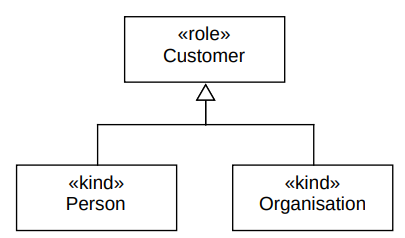 «role»
Customer
«kind»
Person
«kind»
Organisation